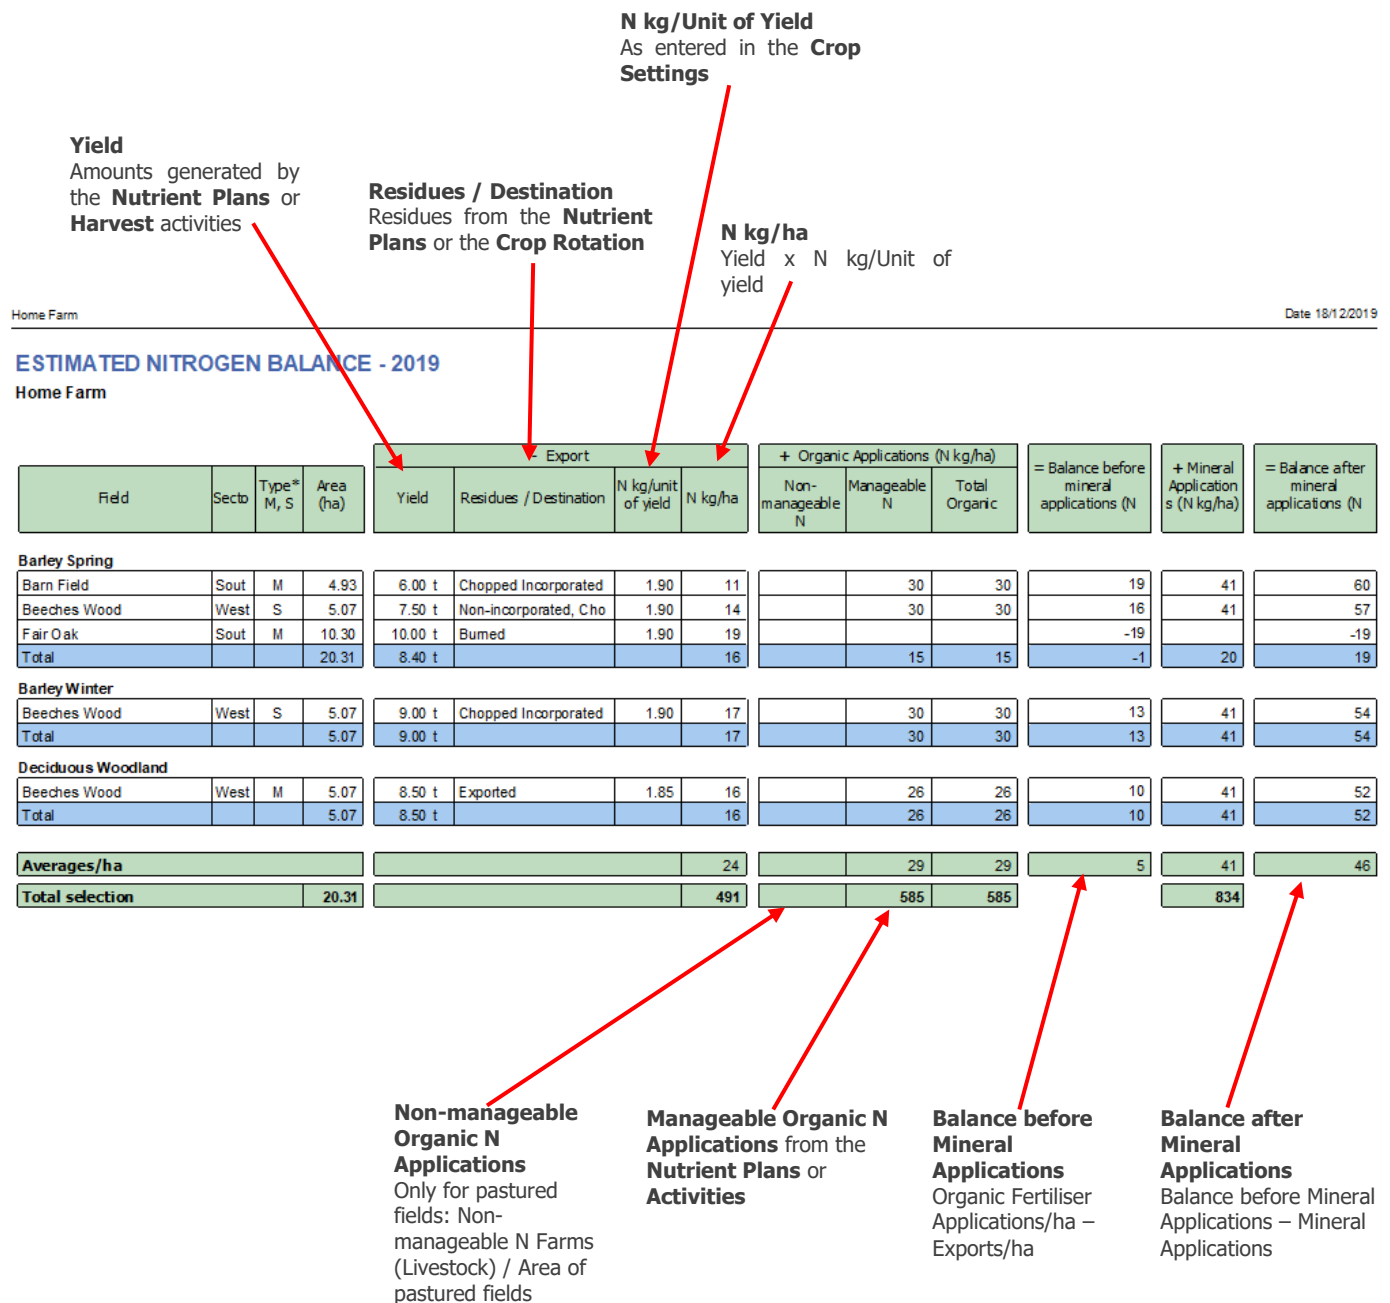 N kg/Unit of Yield
As entered in the Crop
Settings
Yield
Amounts generated by
the Nutrient Plans or
Harvest activities
Residues / Destination
Residues from the Nutrient
Plans or the Crop Rotation
N kg/ha
Yield x N kg/Unit of
yield
Home Farm Date 18/12/2019
ESTIMATED NITROGEN BALANCE - 2019
Home Farm
- Export + Organic Applications (N kg/ha)
Field Secto Type* M, S Area (ha) Yield Residues / Destination N kg/unit of yield N kg/ha Non-manageable N Manageable N Total Organic = Balance before mineral applications (N + Mineral Application s (N kg/ha) = Balance after mineral applications (N
Barley Spring
Barn Field Sout M 4.93 6.00 t Chopped Incorporated 1.90 11 30 30 19 41 60
Beeches Wood West S 5.07 7.50 t Non-incorporated, Cho 1.90 14 30 30 16 41 57
Fair Oak Sout M 10.30 10.00 t Burned 1.90 19 -19 -19
Total 20.31 8.40 t 16 15 15 -1 20 19
Barley Winter
Beeches Wood West S 5.07 9.00 t Chopped Incorporated 1.90 17 30 30 13 41 54
Total 5.07 9.00 t 17 30 30 13 41 54
Deciduous Woodland
Beeches Wood West M 5.07 8.50 t Exported 1.85 16 26 26 10 41 52
Total 5.07 8.50 t 16 26 26 10 41 52
Averages/ha 24 29 29 5 41 46
Total selection 20.31 491 585 585 834
Non-manageable
Organic N
Applications
Only for pastured
fields: Non-
manageable N Farms
(Livestock) / Area of
pastured fields
Manageable Organic N
Applications from the
Nutrient Plans or
Activities
Balance before
Mineral
Applications
Organic Fertiliser
Applications/ha –
Exports/ha
Balance after
Mineral
Applications
Balance before Mineral
Applications – Mineral
Applications